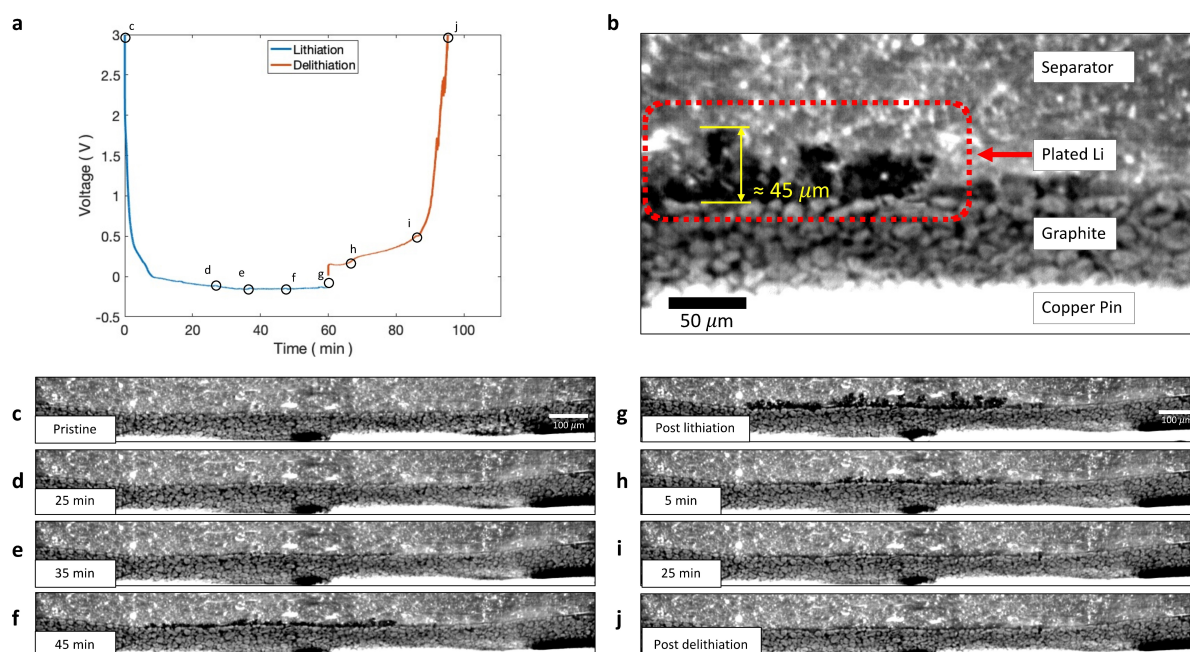 a
c
j
3
2.5
2
1.5
1
0.5
0
-0.5
Lithiation
Delithiation
d
e
f
g
h
i
Voltage ( V )
0
20
40
60
80
100
Time ( min )
b
Separator
Plated Li
≈ 45 μm
Graphite
Copper Pin
50 μm
c
Pristine
100 μm
d
25 min
e
35 min
f
45 min
g
Post lithiation
100 μm
h
5 min
i
25 min
j
Post delithiation